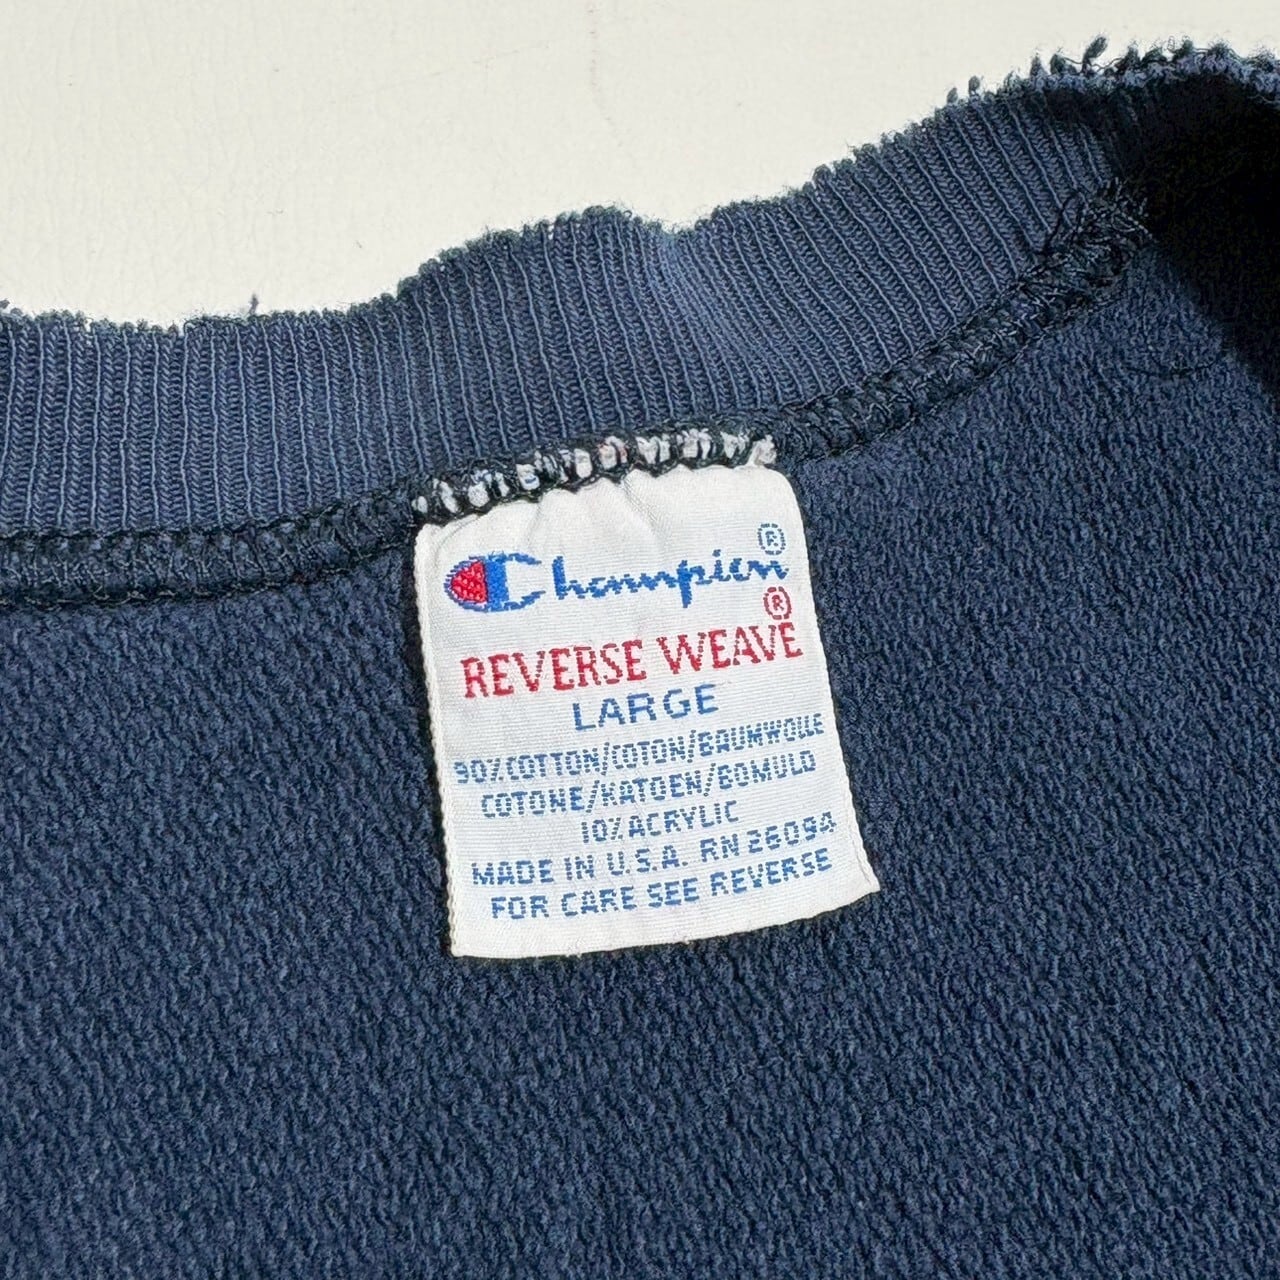 Champion®
REVERSE WEAVE®
LARGE
90% COTTON/COTON/BAUMWOLLE
COTONE/KATOEN/BOMULD
10% ACRYLIC
MADE IN U.S.A. RN 26094
FOR CARE SEE REVERSE